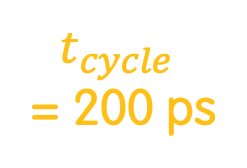 t_cycle
= 200 ps